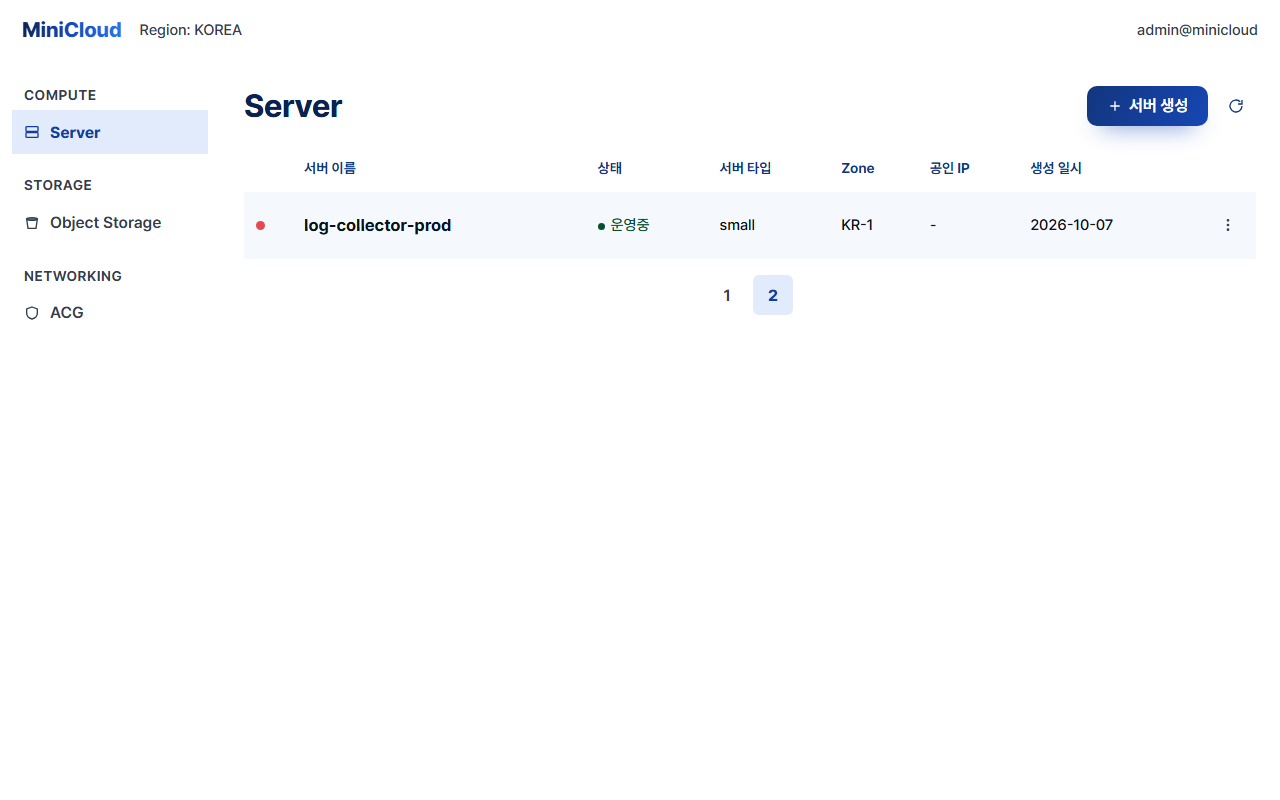 MiniCloud Region: KOREA admin@minicloud
COMPUTE
Server
STORAGE
Object Storage
NETWORKING
ACG
Server
서버 생성
서버 이름 상태 서버 타입 Zone 공인 IP 생성 일시
log-collector-prod 운영중 small KR-1 - 2026-10-07
1 2